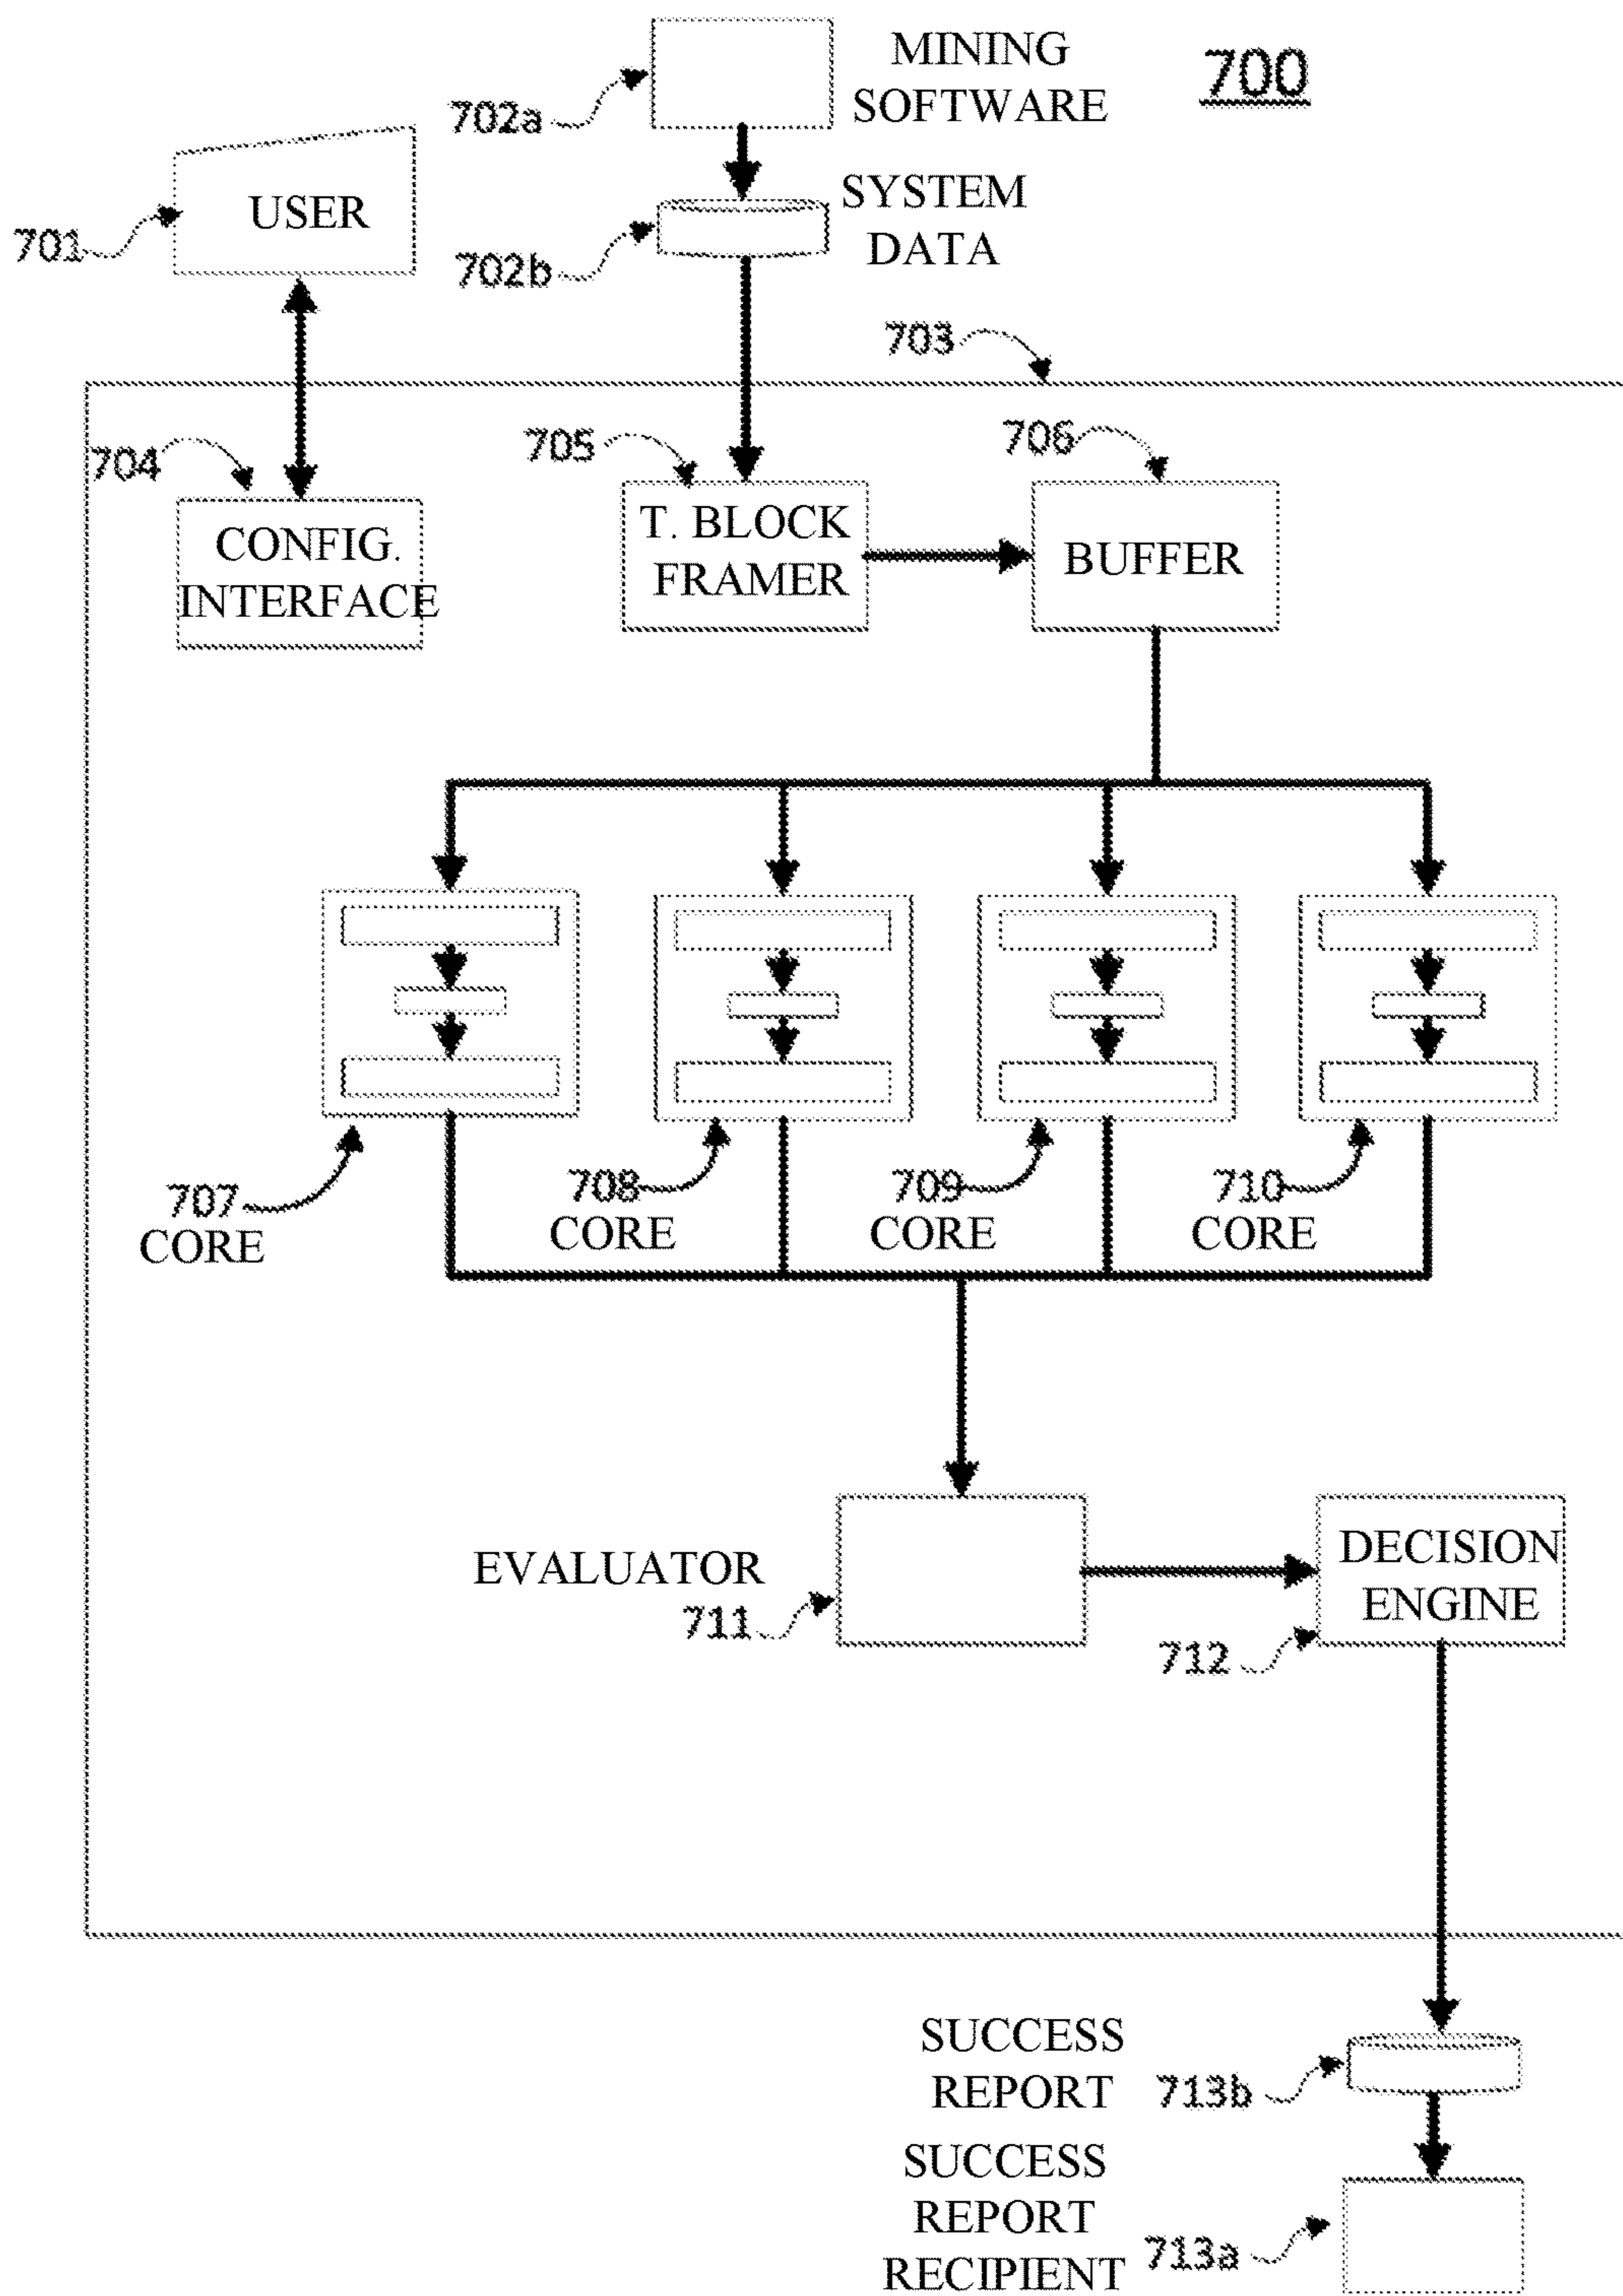 MINING
SOFTWARE
700
702a
USER
SYSTEM
DATA
701
702b
703
704
705
706
CONFIG.
INTERFACE
T. BLOCK
FRAMER
BUFFER
707
CORE
708
CORE
709
CORE
710
CORE
EVALUATOR
711
DECISION
ENGINE
712
SUCCESS
REPORT
713b
SUCCESS
REPORT
RECIPIENT
713a